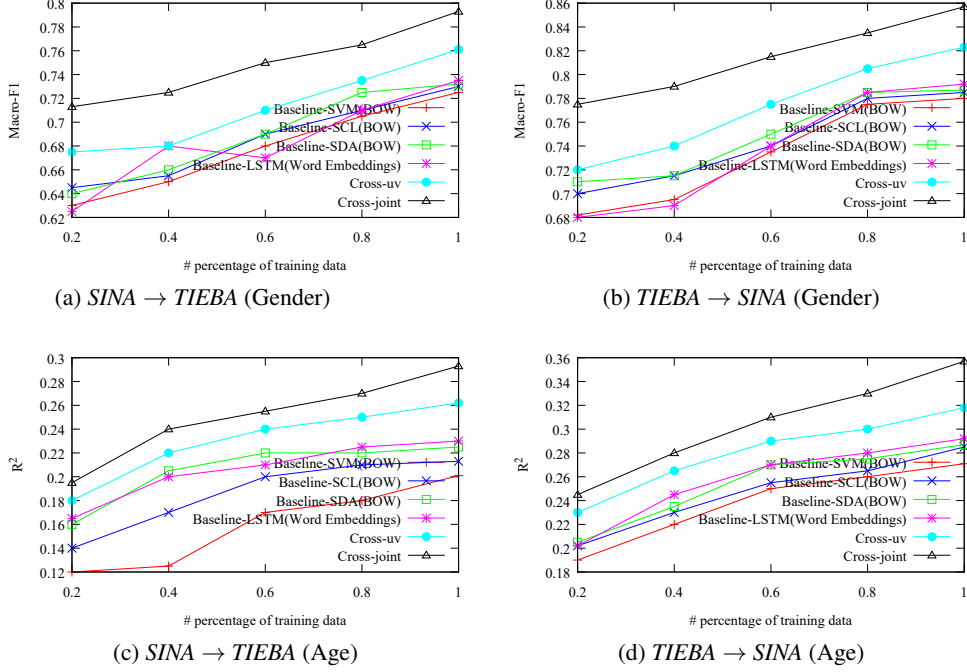 0.8
0.76
0.74
0.72
0.68
0.66
0.64
0.62
Macro-F1
Baseline-SVM(BOW)
Baseline-SCL(BOW)
Baseline-SDA(BOW)
Baseline-LSTM(Word Embeddings)
Cross-uv
Cross-joint
0.2 0.4 0.6 0.8 1
# percentage of training data
(a) SINA → TIEBA (Gender)
0.86
0.84
0.82
0.8
0.76
0.74
0.72
0.7
0.68
Macro-F1
Baseline-SVM(BOW)
Baseline-SCL(BOW)
Baseline-SDA(BOW)
Baseline-LSTM(Word Embeddings)
Cross-uv
Cross-joint
0.2 0.4 0.6 0.8 1
# percentage of training data
(b) TIEBA → SINA (Gender)
0.3
0.28
0.26
0.24
0.22
0.2
0.18
0.16
0.14
0.12
R²
Baseline-SVM(BOW)
Baseline-SCL(BOW)
Baseline-SDA(BOW)
Baseline-LSTM(Word Embeddings)
Cross-uv
Cross-joint
0.2 0.4 0.6 0.8 1
# percentage of training data
(c) SINA → TIEBA (Age)
0.36
0.34
0.32
0.3
0.28
0.26
0.24
0.22
0.2
0.18
R²
Baseline-SVM(BOW)
Baseline-SCL(BOW)
Baseline-SDA(BOW)
Baseline-LSTM(Word Embeddings)
Cross-uv
Cross-joint
0.2 0.4 0.6 0.8 1
# percentage of training data
(d) TIEBA → SINA (Age)